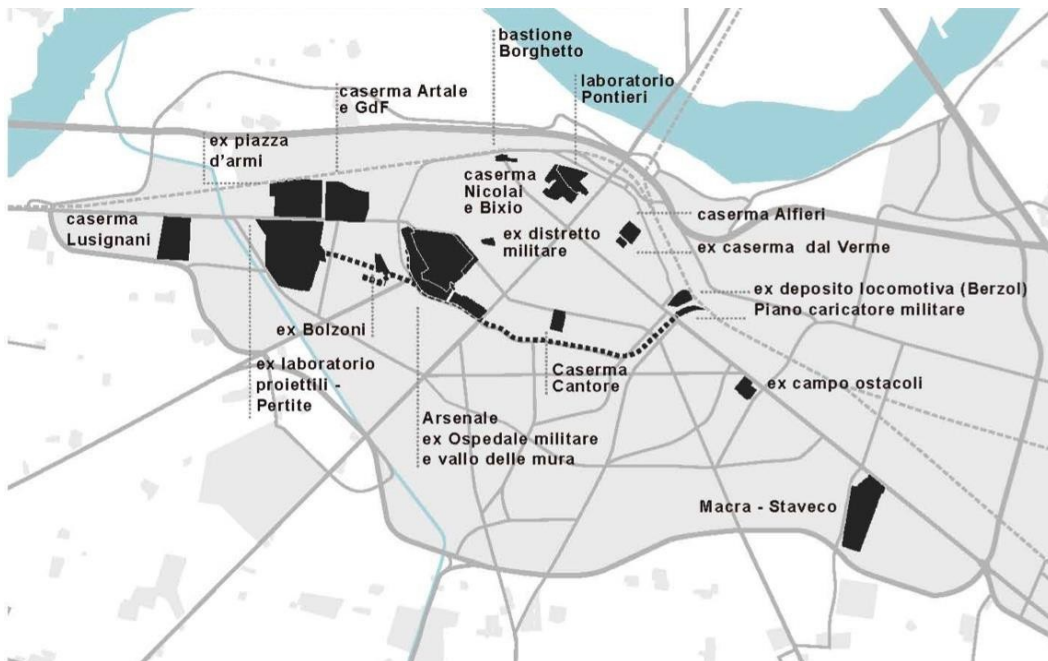 bastione
Borghetto
laboratorio
Pontieri
caserma Artale
e GdF
ex piazza
d'armi
caserma
Nicolai
e Bixio
caserma
Lusignani
caserma Alfieri
ex distretto
militare
ex caserma dal Verme
ex deposito locomotiva (Berzol)
Piano caricatore militare
ex Bolzoni
ex laboratorio
proiettili -
Pertite
Caserma
Cantore
ex campo ostacoli
Arsenale
ex Ospedale militare
e vallo delle mura
Macra - Staveco